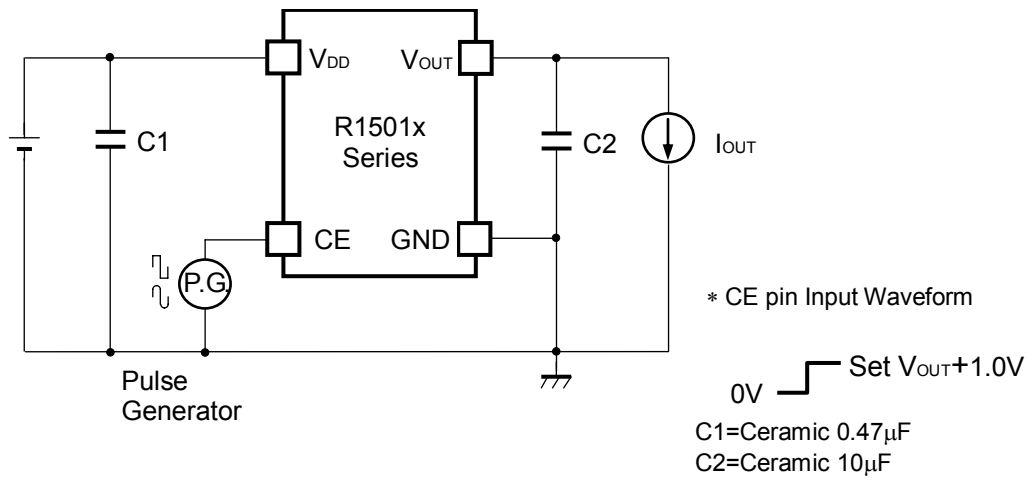 VDD
VOUT
R1501x
Series
C1
C2
IOUT
CE
GND
P.G.
* CE pin Input Waveform
Pulse
Generator
Set VOUT+1.0V
0V
C1=Ceramic 0.47μF
C2=Ceramic 10μF